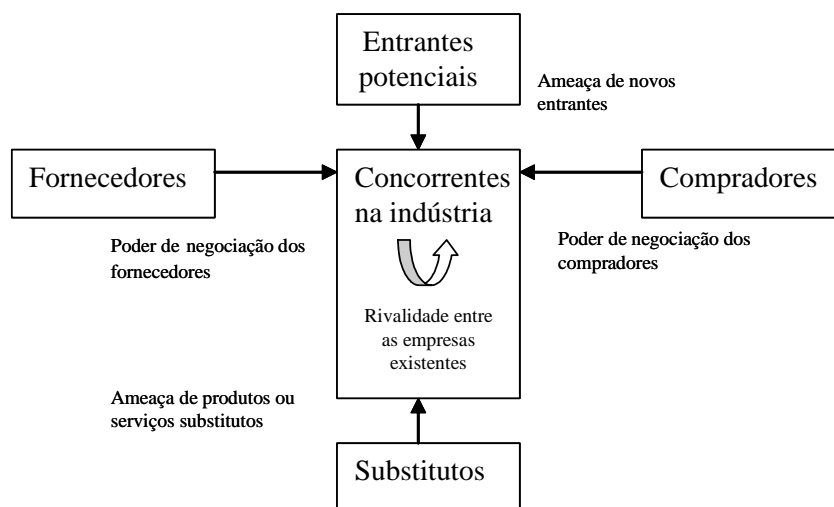 Entrantes
potenciais
Ameaça de novos
entrantes
Fornecedores
Concorrentes
na indústria
Compradores
Poder de negociação dos
fornecedores
Poder de negociação dos
compradores
Rivalidade entre
as empresas
existentes
Ameaça de produtos ou
serviços substitutos
Substitutos